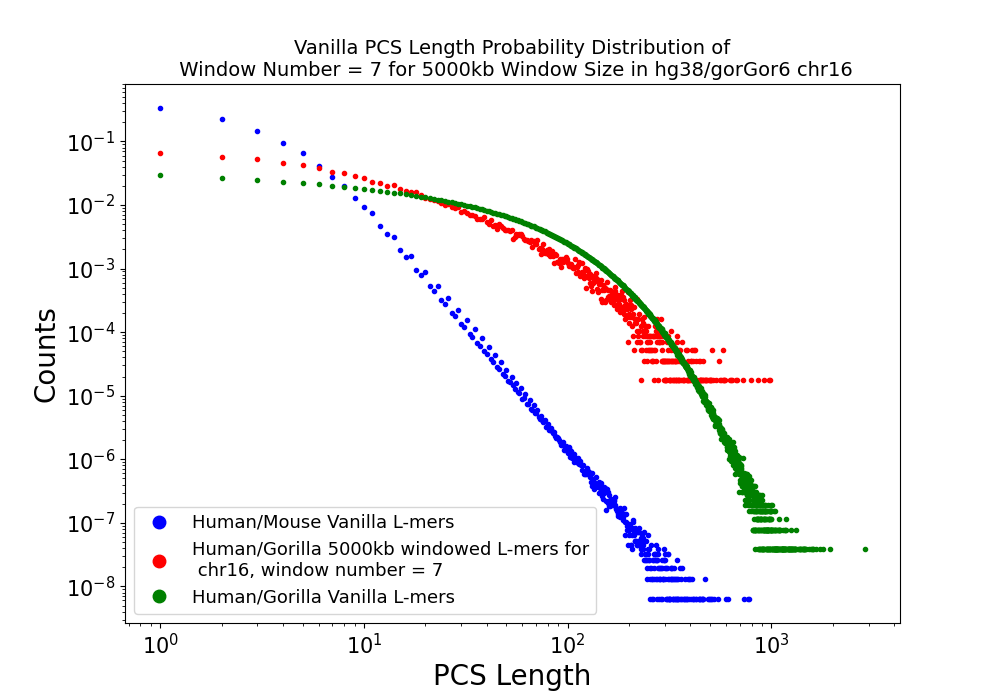 Vanilla PCS Length Probability Distribution of
Window Number = 7 for 5000kb Window Size in hg38/gorGor6 chr16
Counts
10⁻¹
10⁻²
10⁻³
10⁻⁴
10⁻⁵
10⁻⁶
10⁻⁷
10⁻⁸
Human/Mouse Vanilla L-mers
Human/Gorilla 5000kb windowed L-mers for
chr16, window number = 7
Human/Gorilla Vanilla L-mers
10⁰ 10¹ 10² 10³
PCS Length